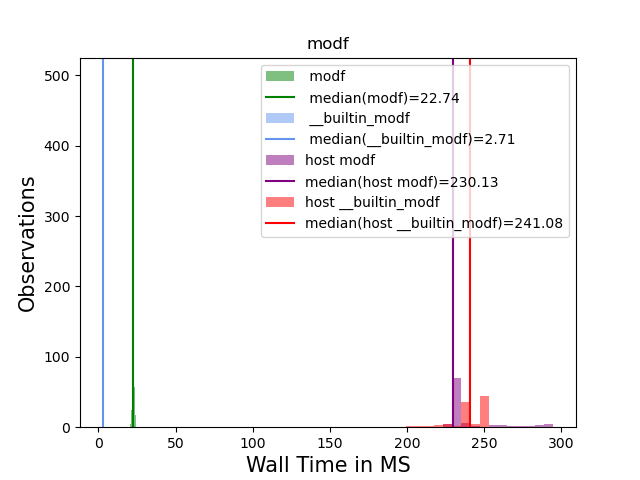 modf
500
400
300
200
100
0
Observations
modf
median(modf)=22.74
__builtin_modf
median(__builtin_modf)=2.71
host modf
median(host modf)=230.13
host __builtin_modf
median(host __builtin_modf)=241.08
0 50 100 150 200 250 300
Wall Time in MS